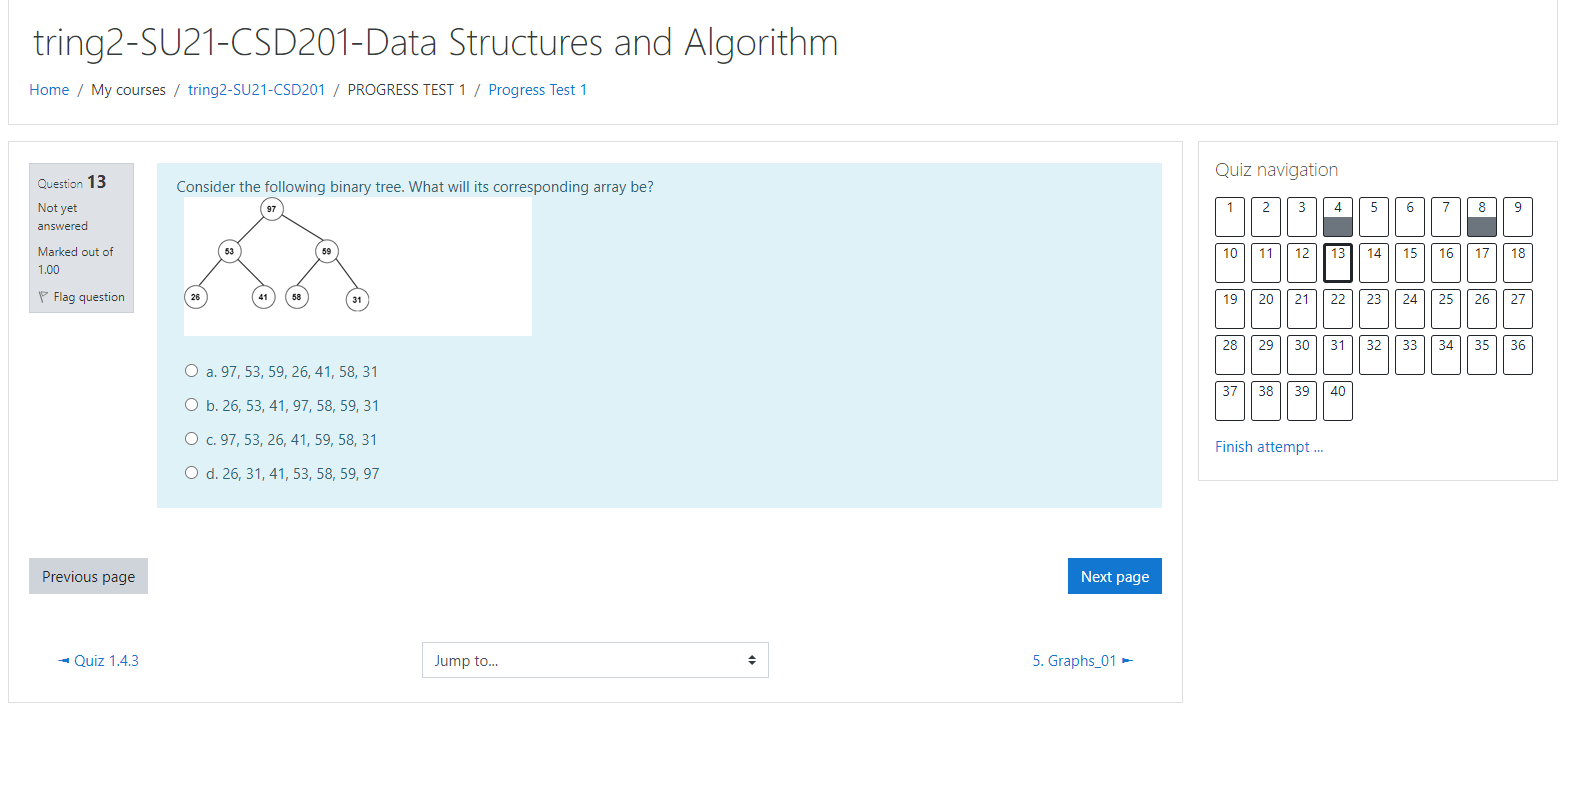 tring2-SU21-CSD201-Data Structures and Algorithm
Home / My courses / tring2-SU21-CSD201 / PROGRESS TEST 1 / Progress Test 1
Question 13
Not yet
answered
Marked out of
1.00
Flag question
Consider the following binary tree. What will its corresponding array be?
97
53 59
26 41 58 31
a. 97, 53, 59, 26, 41, 58, 31
b. 26, 53, 41, 97, 58, 59, 31
c. 97, 53, 26, 41, 59, 58, 31
d. 26, 31, 41, 53, 58, 59, 97
Previous page
Next page
◄ Quiz 1.4.3
Jump to...
5. Graphs_01 ►
Quiz navigation
1 2 3 4 5 6 7 8 9
10 11 12 13 14 15 16 17 18
19 20 21 22 23 24 25 26 27
28 29 30 31 32 33 34 35 36
37 38 39 40
Finish attempt ...